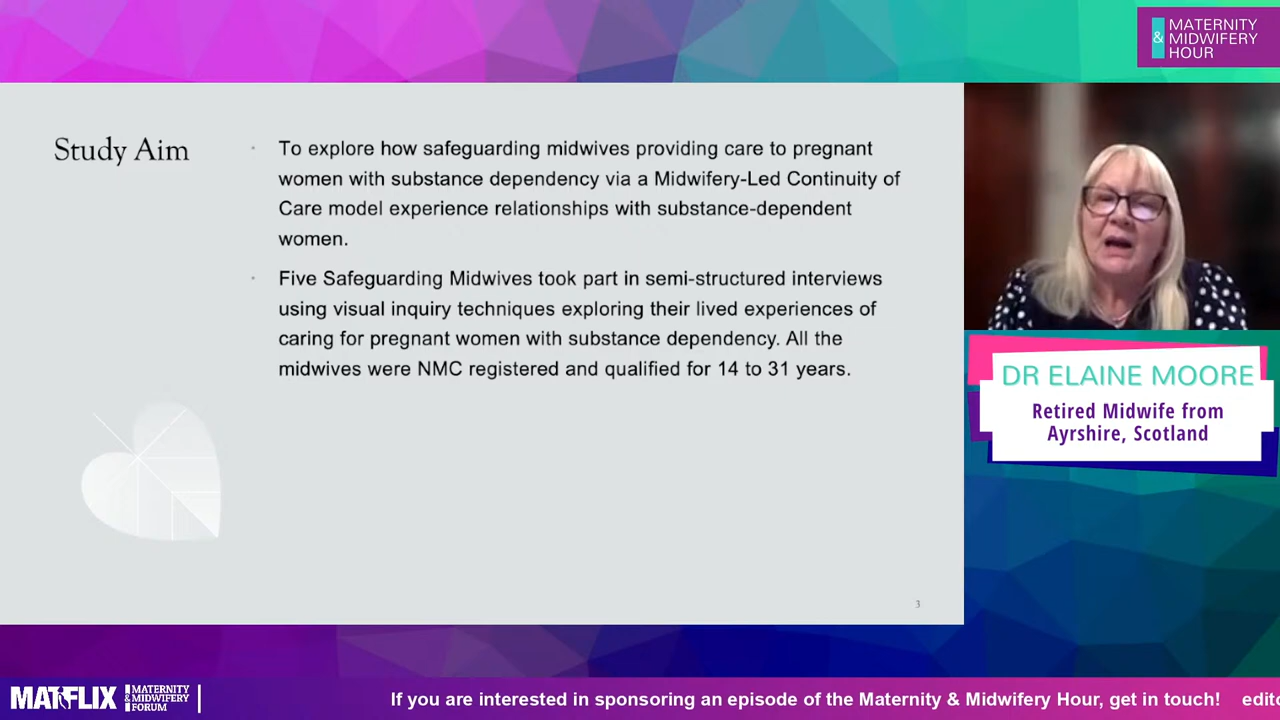 &
MATERNITY
MIDWIFERY
HOUR
Study Aim
To explore how safeguarding midwives providing care to pregnant
women with substance dependency via a Midwifery-Led Continuity of
Care model experience relationships with substance-dependent
women.
Five Safeguarding Midwives took part in semi-structured interviews
using visual inquiry techniques exploring their lived experiences of
caring for pregnant women with substance dependency. All the
midwives were NMC registered and qualified for 14 to 31 years.
3
DR ELAINE MOORE
Retired Midwife from
Ayrshire, Scotland
MATFLIX
MATERNITY
&MIDWIFERY
FORUM
If you are interested in sponsoring an episode of the Maternity & Midwifery Hour, get in touch!